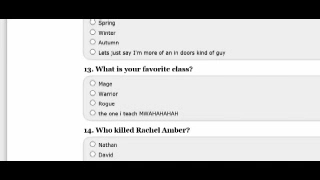 Spring
Winter
Autumn
Lets just say I'm more of an in doors kind of guy
13. What is your favorite class?
Mage
Warrior
Rogue
the one i teach MWAHAHAHAH
14. Who killed Rachel Amber?
Nathan
David